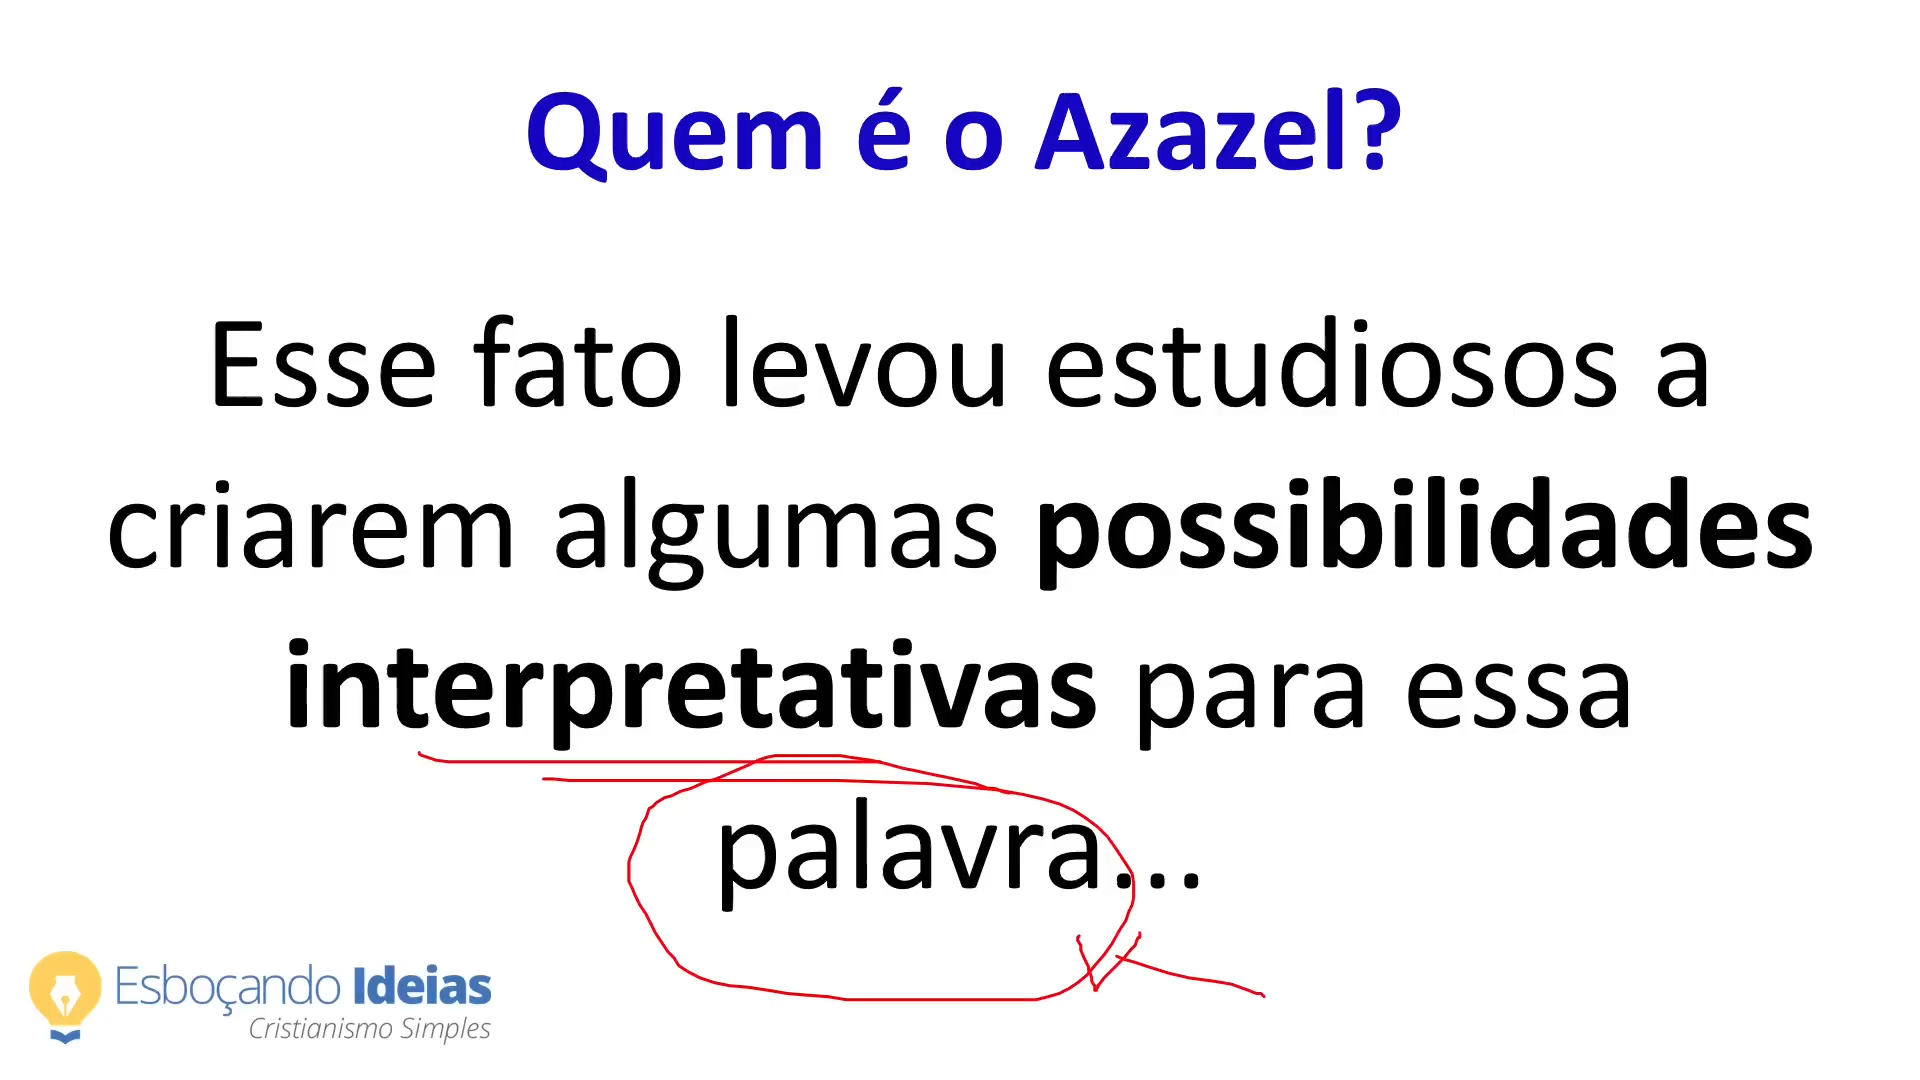 Quem é o Azazel?
Esse fato levou estudiosos a
criarem algumas possibilidades
interpretativas para essa
palavra...
Esboçando Ideias
Cristianismo Simples